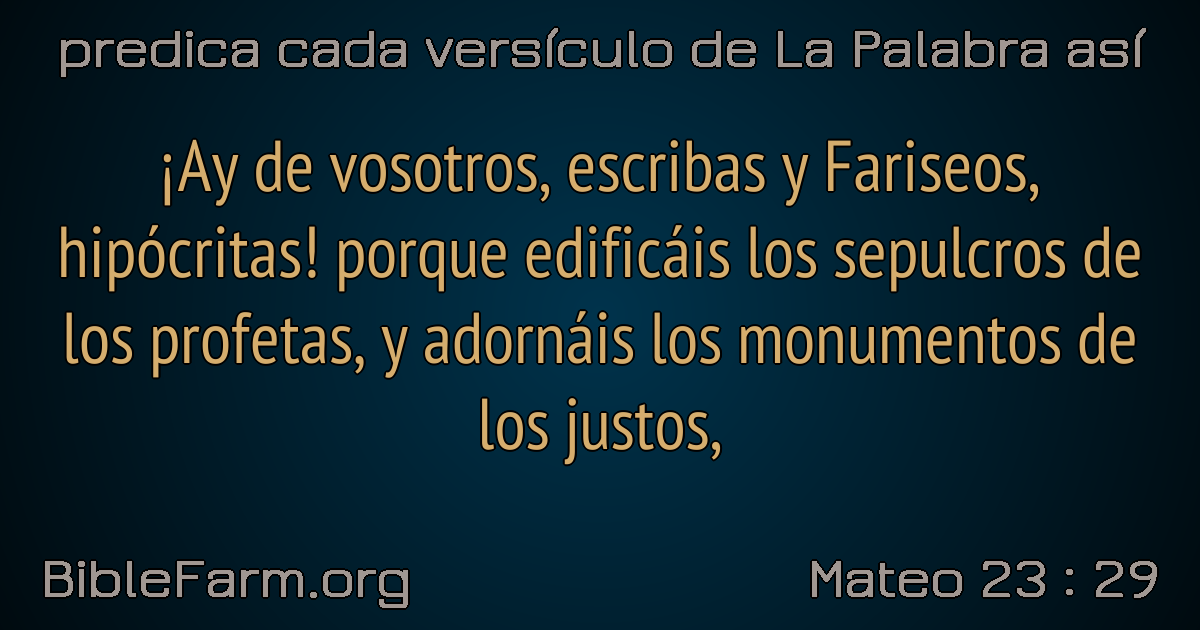 predica cada versículo de La Palabra así
¡Ay de vosotros, escribas y Fariseos,
hipócritas! porque edificáis los sepulcros de
los profetas, y adornáis los monumentos de
los justos,
BibleFarm.org
Mateo 23 : 29